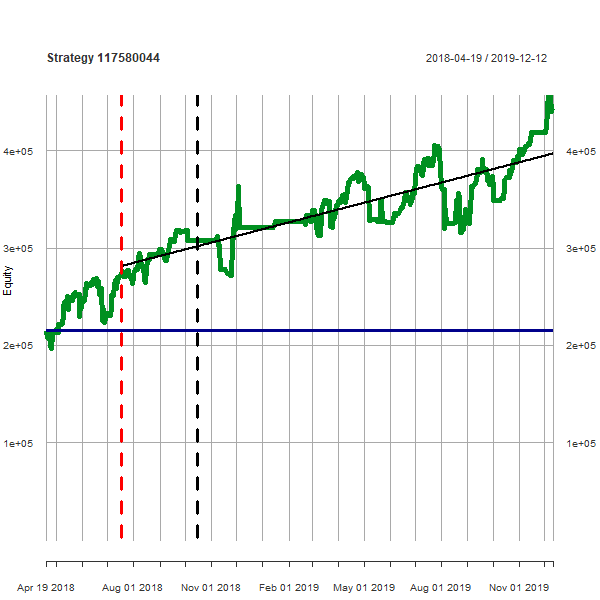 Strategy 117580044
2018-04-19 / 2019-12-12
Equity
4e+05
3e+05
2e+05
1e+05
4e+05
3e+05
2e+05
1e+05
Apr 19 2018
Aug 01 2018
Nov 01 2018
Feb 01 2019
May 01 2019
Aug 01 2019
Nov 01 2019